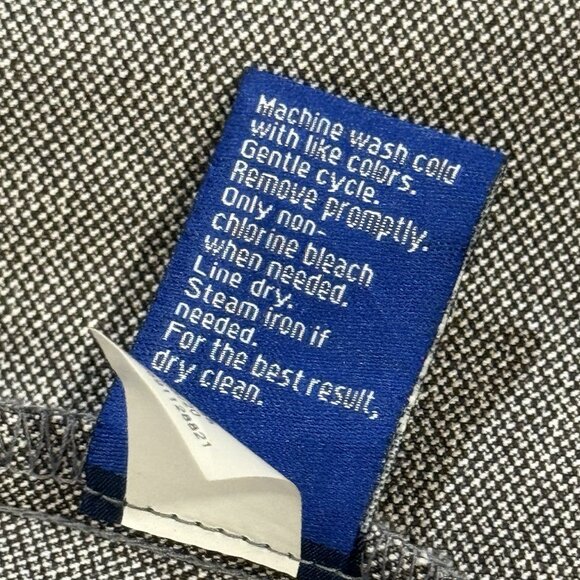 Machine wash cold
with like colors.
Gentle cycle.
Remove promptly.
Only non-
chlorine bleach
when needed.
Line dry.
Steam iron if
needed.
For the best result,
dry clean.